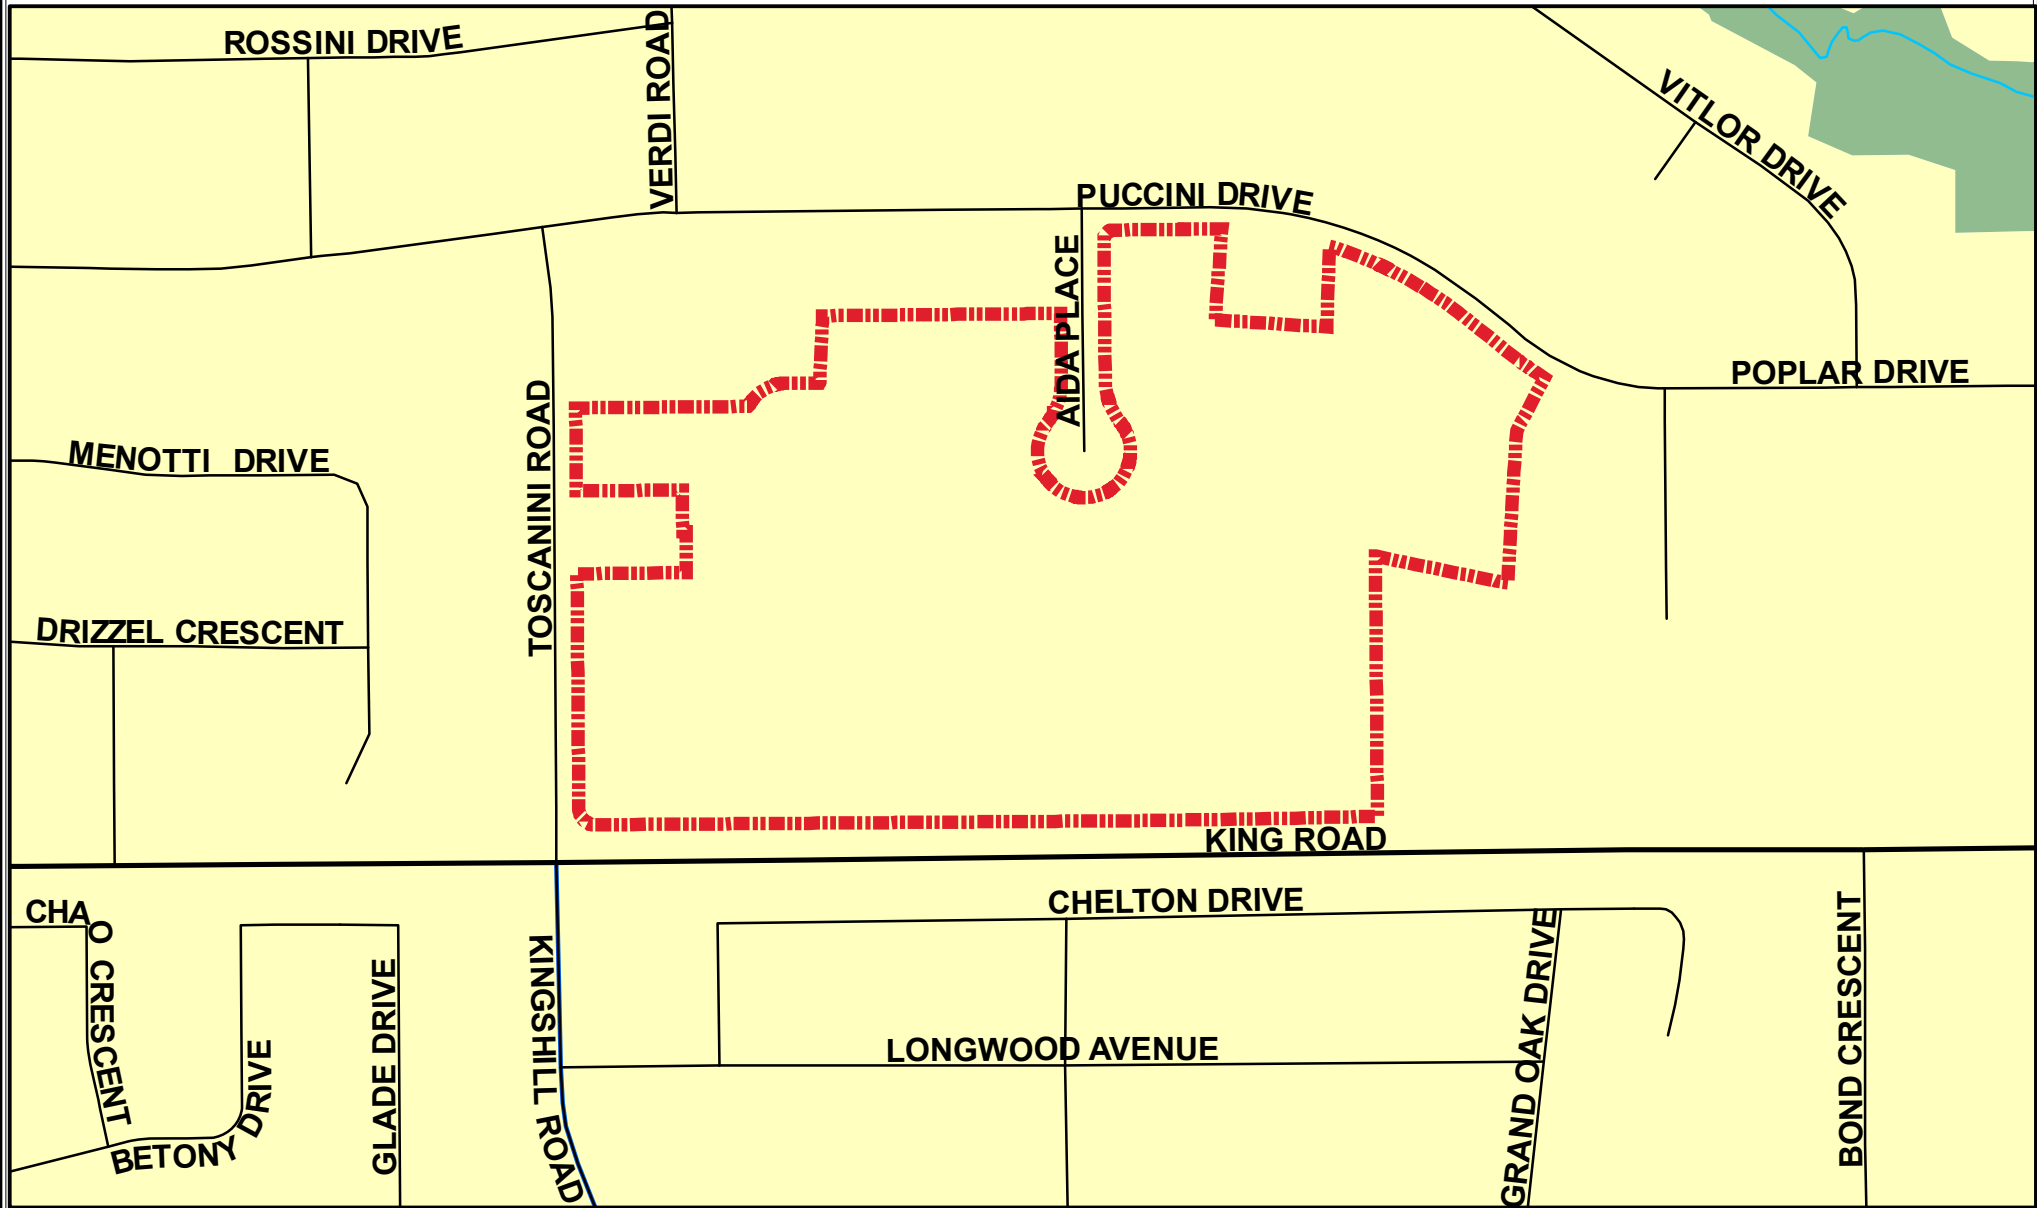 ROSSINI DRIVE
VERDI ROAD
VITLOR DRIVE
PUCCINI DRIVE
AIDA PLACE
POPLAR DRIVE
TOSCANINI ROAD
MENOTTI DRIVE
DRIZZEL CRESCENT
KING ROAD
CHA
O CRESCENT
CHELTON DRIVE
GRAND OAK DRIVE
BOND CRESCENT
KINGSHILL ROAD
GLADE DRIVE
LONGWOOD AVENUE
BETONY DRIVE